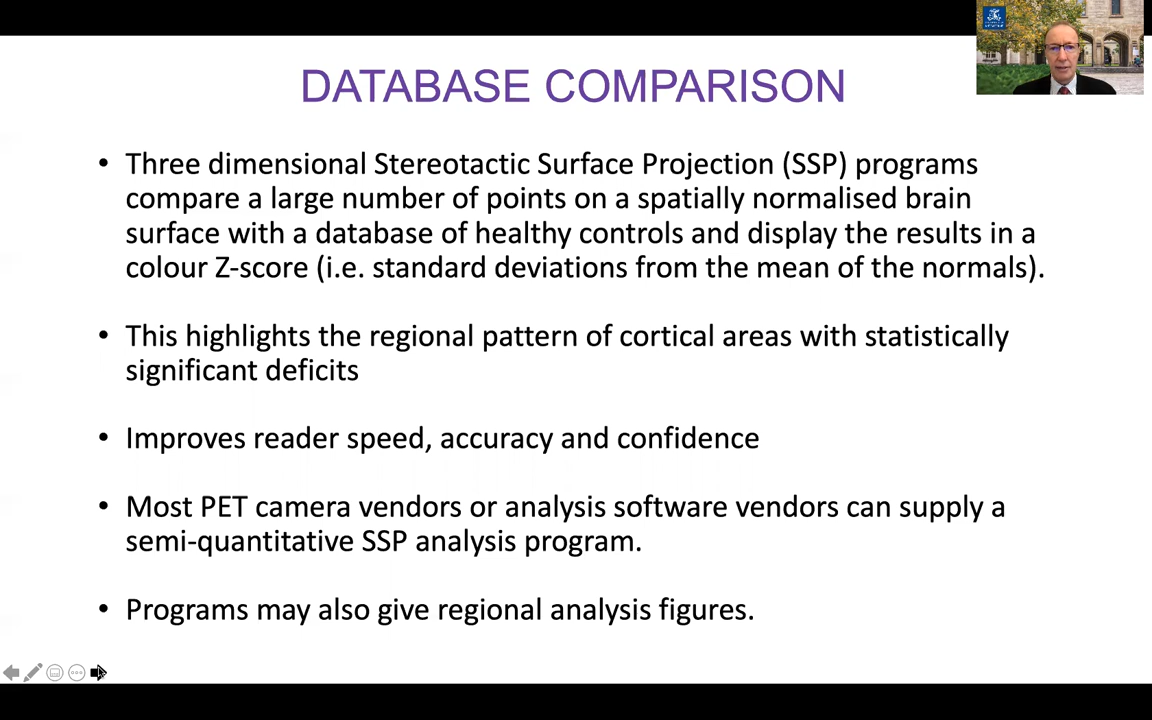 DATABASE COMPARISON
• Three dimensional Stereotactic Surface Projection (SSP) programs
compare a large number of points on a spatially normalised brain
surface with a database of healthy controls and display the results in a
colour Z-score (i.e. standard deviations from the mean of the normals).
• This highlights the regional pattern of cortical areas with statistically
significant deficits
• Improves reader speed, accuracy and confidence
• Most PET camera vendors or analysis software vendors can supply a
semi-quantitative SSP analysis program.
• Programs may also give regional analysis figures.